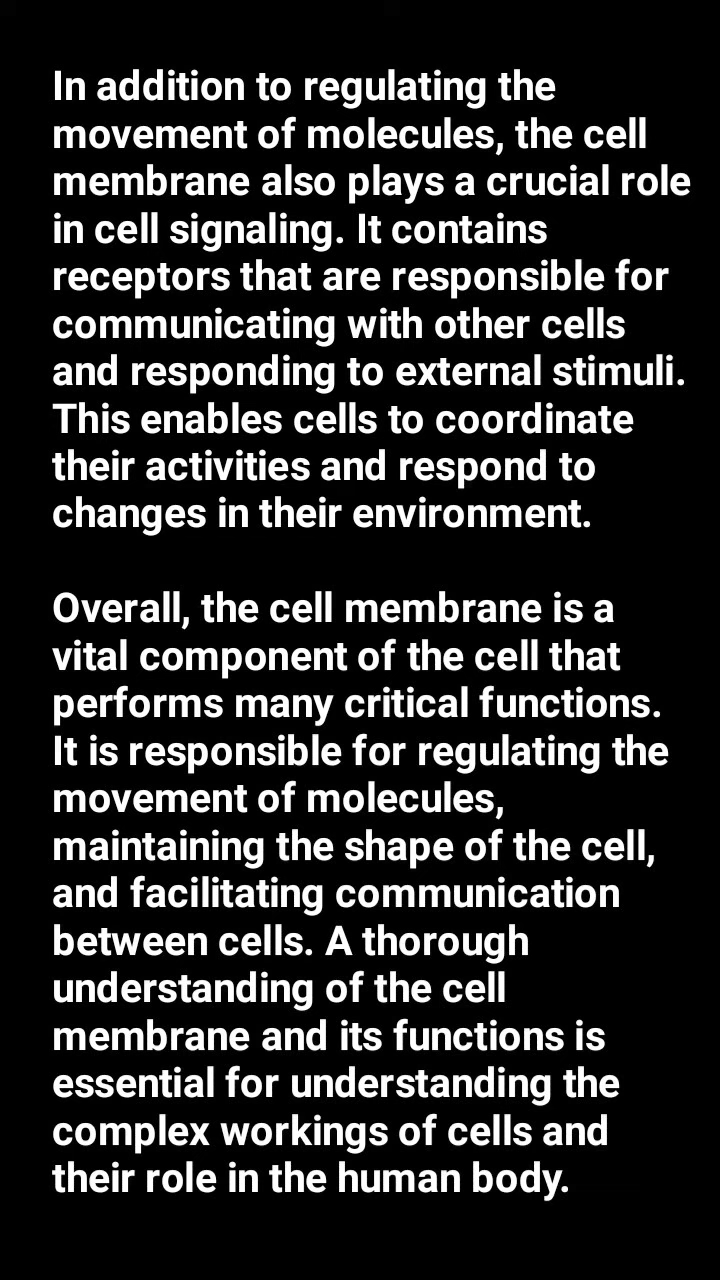 In addition to regulating the
movement of molecules, the cell
membrane also plays a crucial role
in cell signaling. It contains
receptors that are responsible for
communicating with other cells
and responding to external stimuli.
This enables cells to coordinate
their activities and respond to
changes in their environment.
Overall, the cell membrane is a
vital component of the cell that
performs many critical functions.
It is responsible for regulating the
movement of molecules,
maintaining the shape of the cell,
and facilitating communication
between cells. A thorough
understanding of the cell
membrane and its functions is
essential for understanding the
complex workings of cells and
their role in the human body.